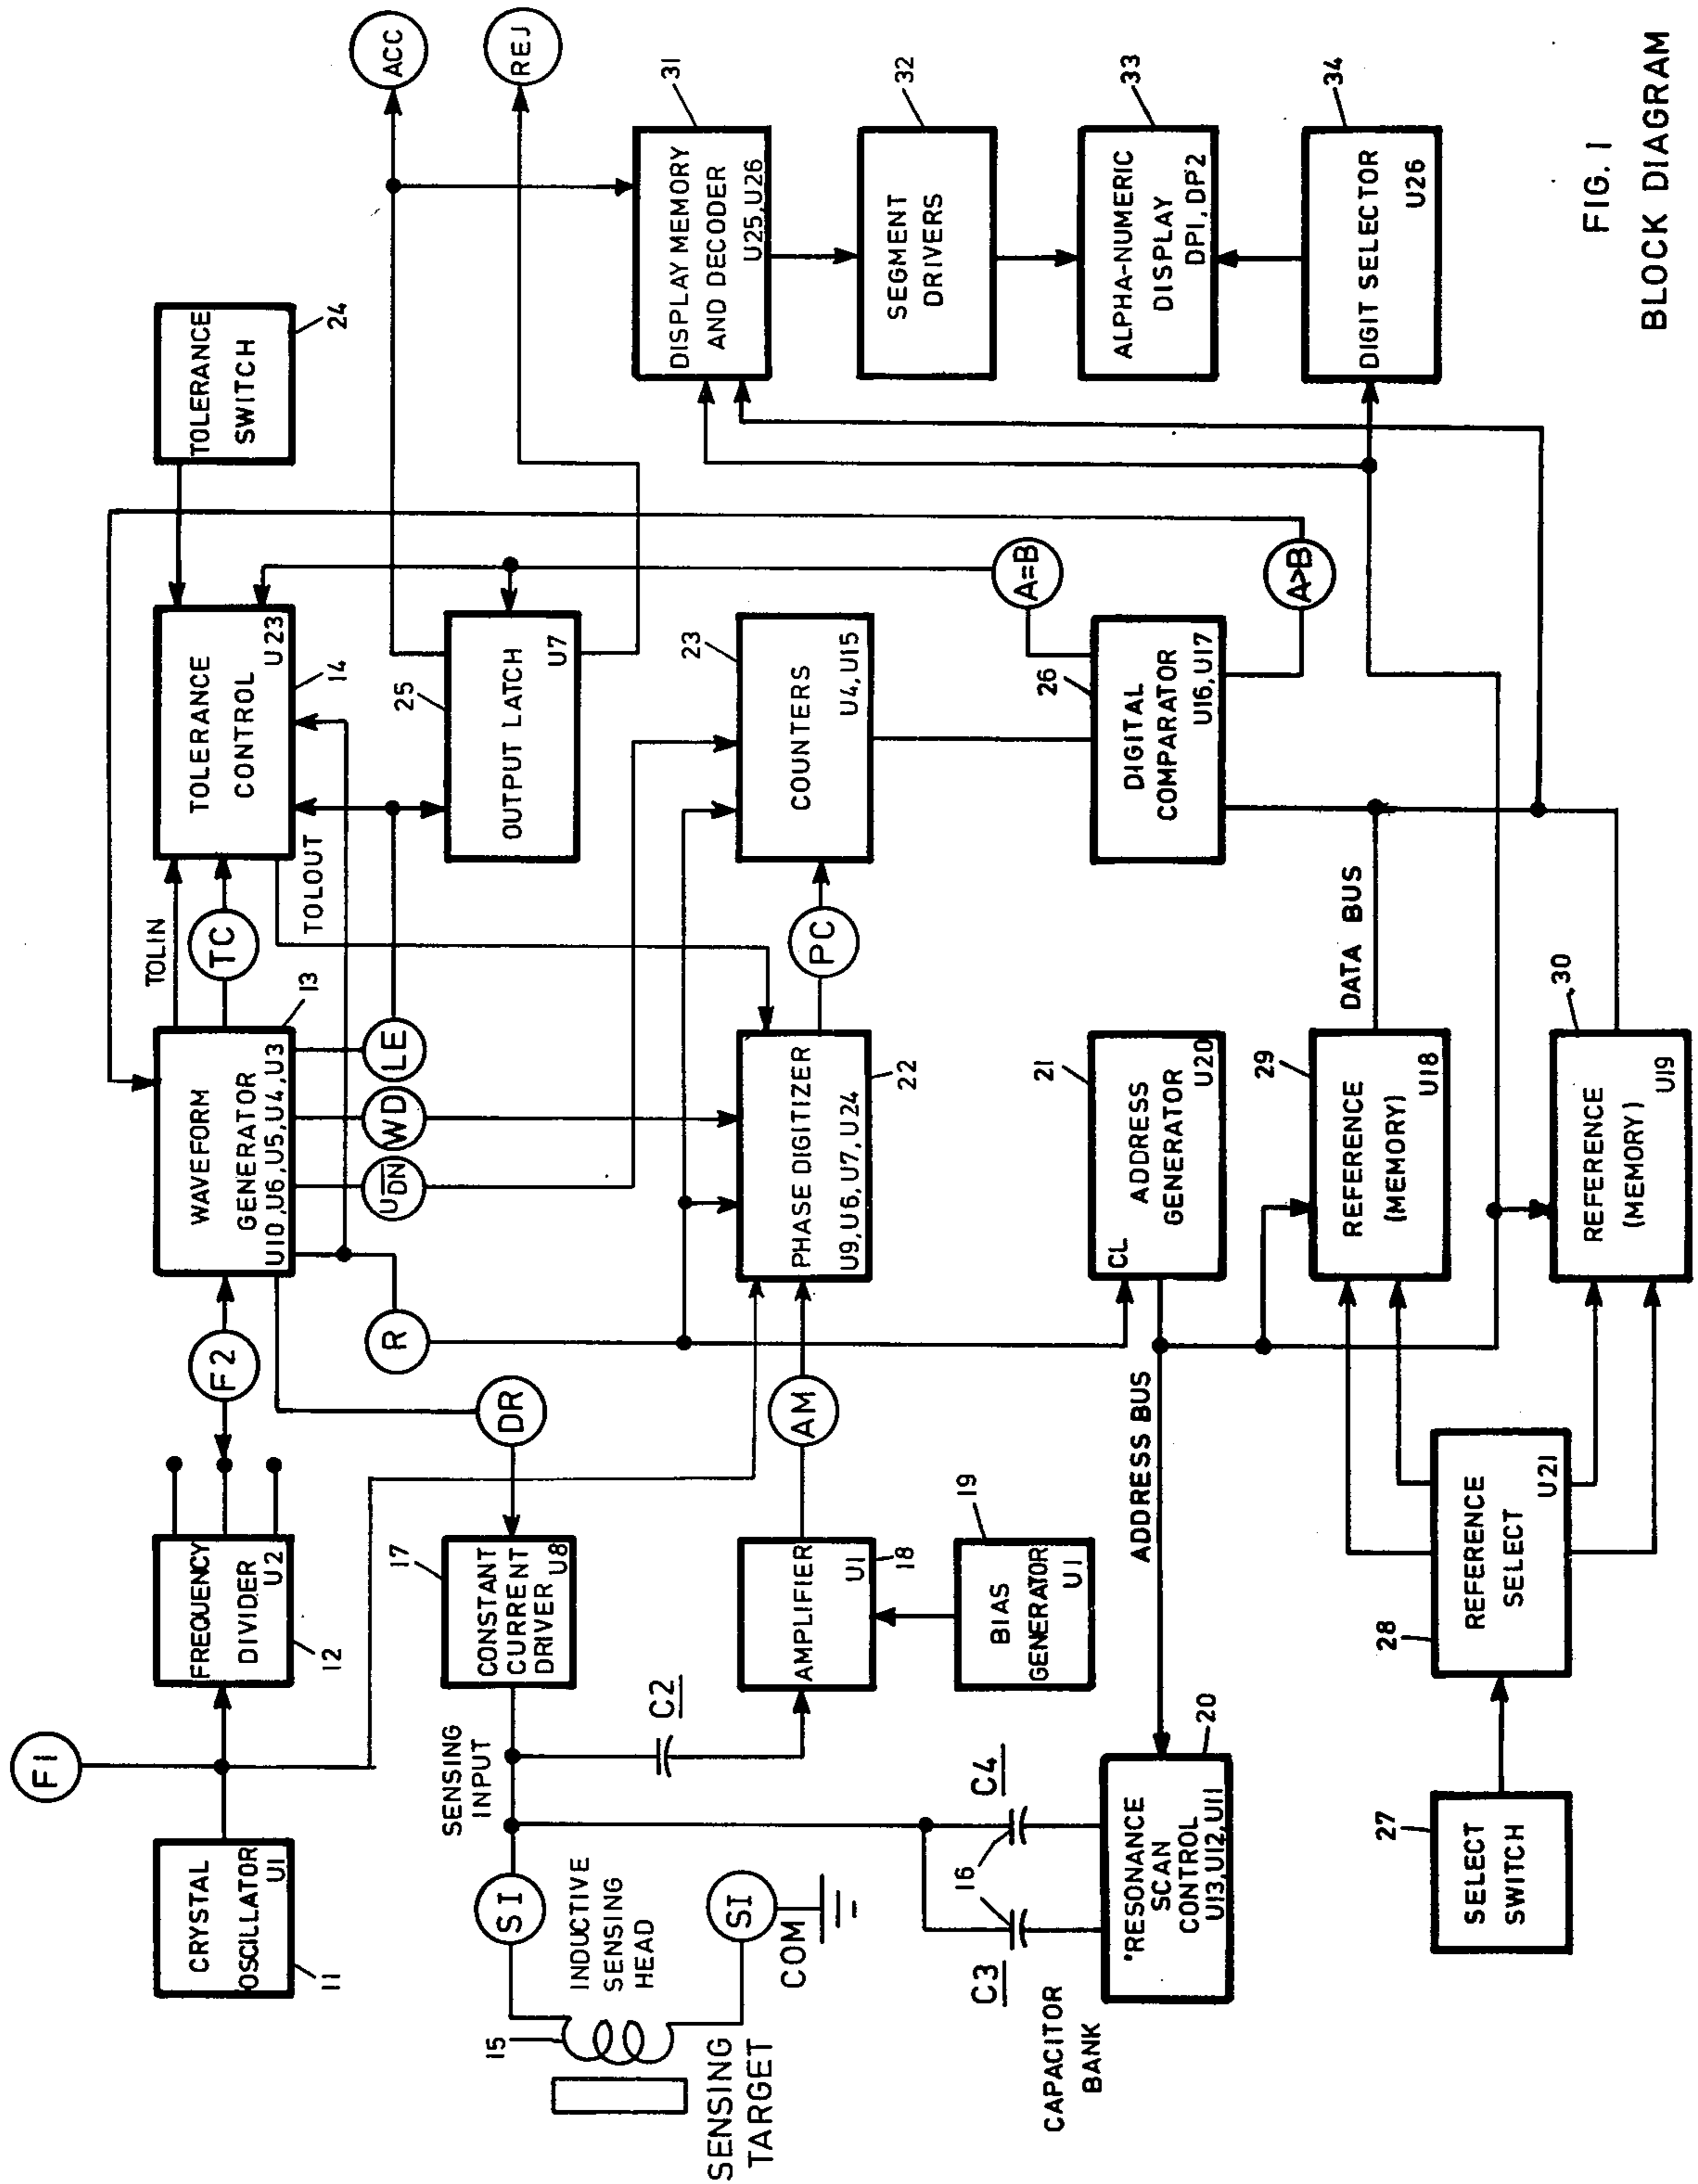 F1
CRYSTAL
OSCILLATOR
U1
11
FREQUENCY
DIVIDER
U2
12
F2
WAVEFORM
GENERATOR
U10, U6, U5, U4, U3
13
TOLIN
TC
TOLOUT
TOLERANCE
CONTROL
U23
14
TOLERANCE
SWITCH
24
ACC
REJ
R
UDN
WD
LE
DR
SENSING
INPUT
CONSTANT
CURRENT
DRIVER
U8
17
OUTPUT LATCH
U7
25
SI
INDUCTIVE
SENSING
HEAD
15
SI
COM
SENSING
TARGET
C2
AMPLIFIER
U1
18
AM
PHASE DIGITIZER
U9, U6, U7, U24
22
PC
COUNTERS
U4, U15
23
A=B
A>B
DISPLAY MEMORY
AND DECODER
U25, U26
31
SEGMENT
DRIVERS
32
ALPHA-NUMERIC
DISPLAY
DP1, DP2
33
DIGIT SELECTOR
U26
34
BIAS
GENERATOR
U1
19
CAPACITOR
BANK
C3
16
C4
RESONANCE
SCAN
CONTROL
U13, U12, U11
20
ADDRESS BUS
CL
ADDRESS
GENERATOR
U20
21
DIGITAL
COMPARATOR
U16, U17
26
DATA BUS
SELECT
SWITCH
27
REFERENCE
SELECT
U21
28
REFERENCE
(MEMORY)
U18
29
REFERENCE
(MEMORY)
U19
30
FIG. 1
BLOCK DIAGRAM